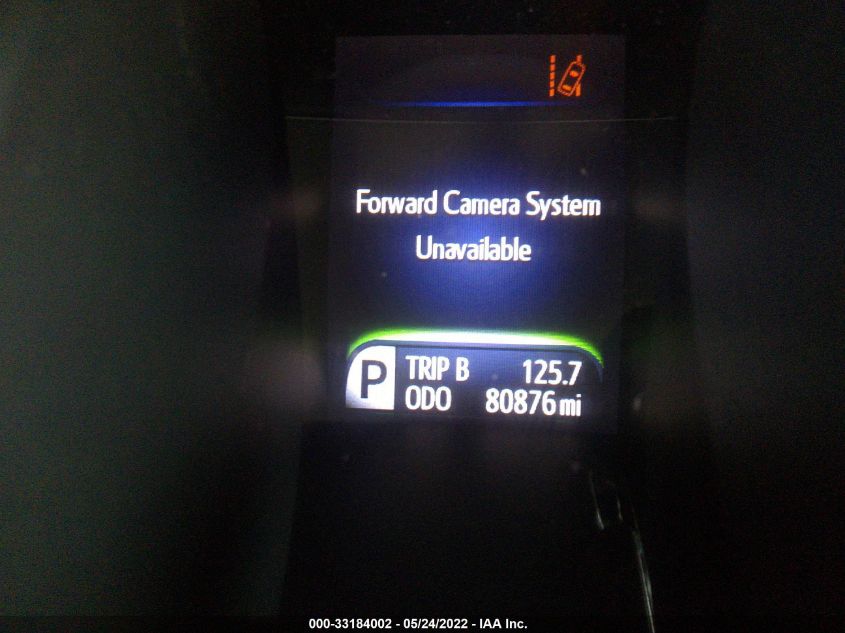 Forward Camera System
Unavailable
P TRIP B 125.7
ODO 80876 mi
000-33184002 - 05/24/2022 - IAA Inc.